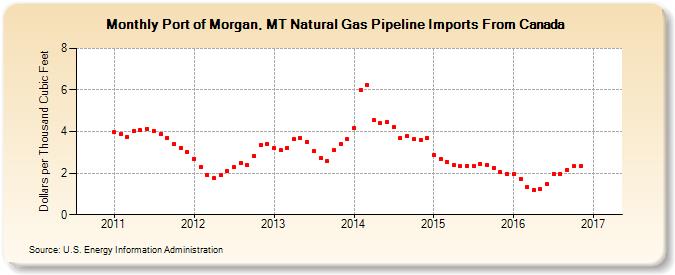 Monthly Port of Morgan, MT Natural Gas Pipeline Imports From Canada
Dollars per Thousand Cubic Feet
8
6
4
2
0
2011 2012 2013 2014 2015 2016 2017
Source: U.S. Energy Information Administration